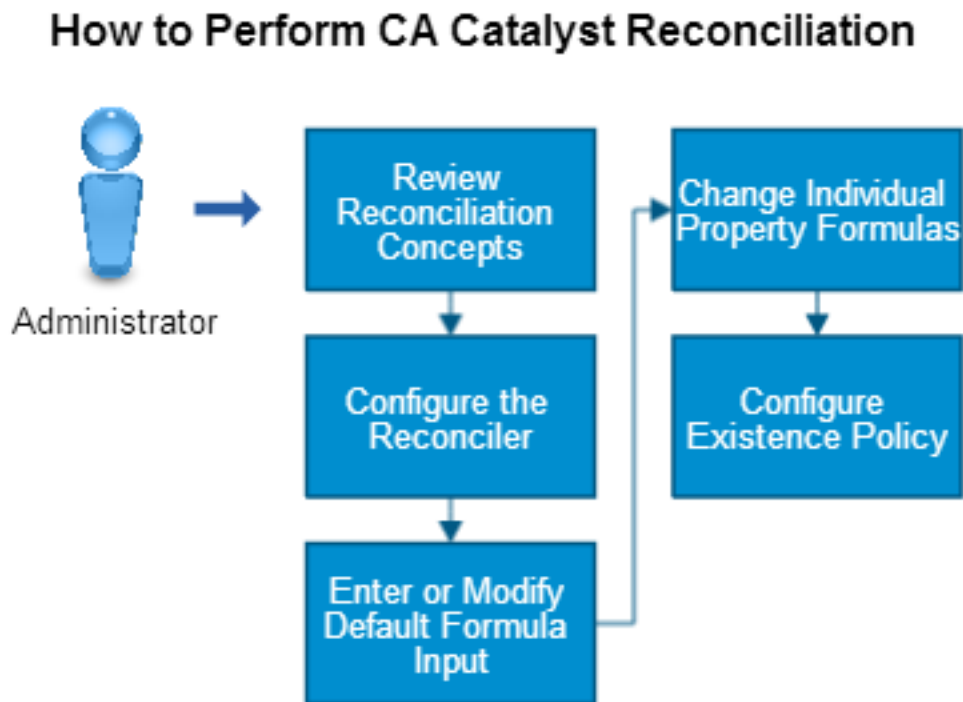 How to Perform CA Catalyst Reconciliation
Administrator
Review
Reconciliation
Concepts
Configure the
Reconciler
Enter or Modify
Default Formula
Input
Change Individual
Property Formulas
Configure
Existence Policy